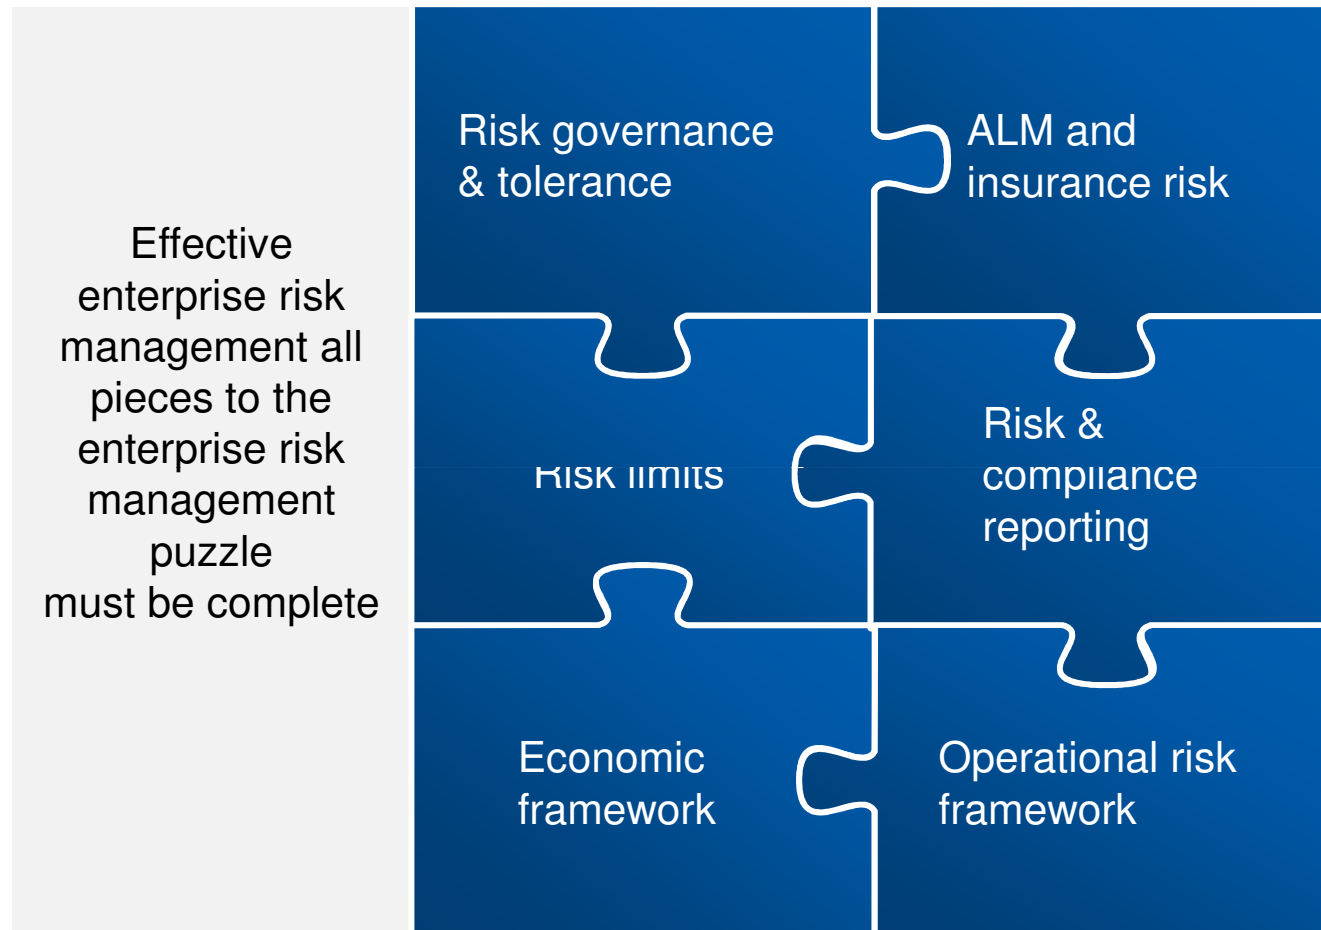 Effective
enterprise risk
management all
pieces to the
enterprise risk
management
puzzle
must be complete
Risk governance
& tolerance
ALM and
insurance risk
Risk limits
Risk &
compliance
reporting
Economic
framework
Operational risk
framework